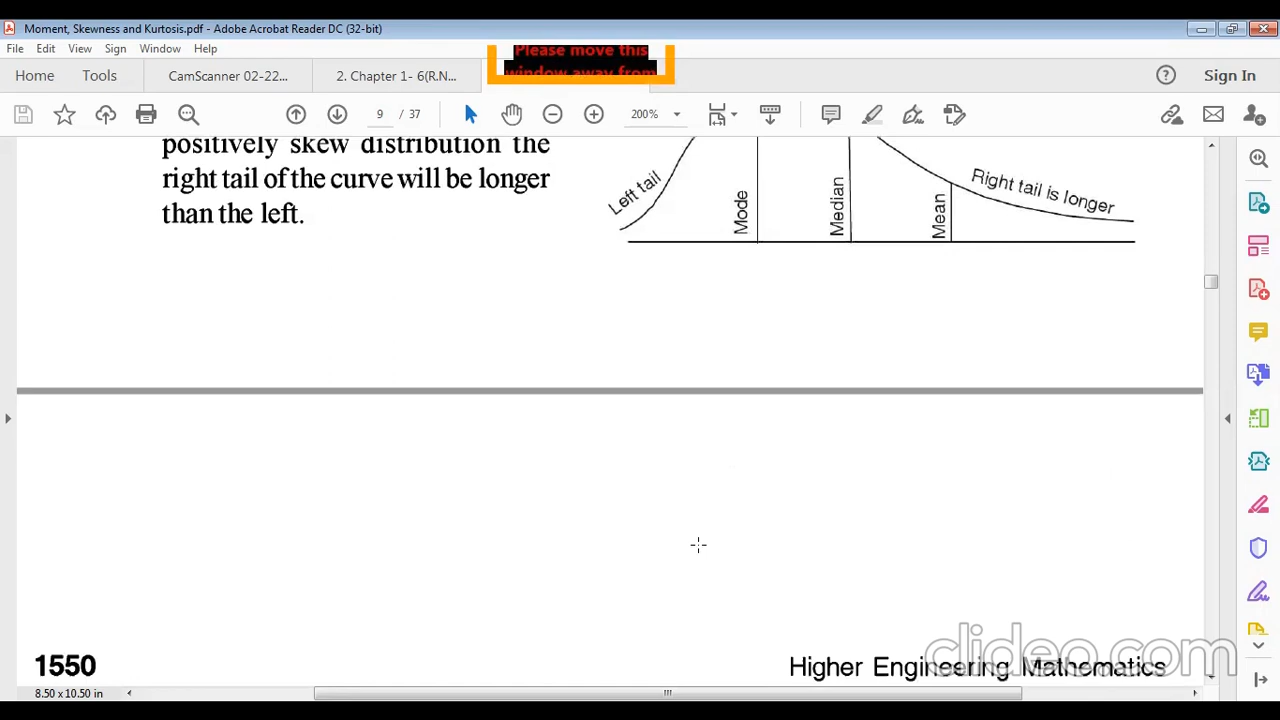 Moment, Skewness and Kurtosis.pdf - Adobe Acrobat Reader DC (32-bit)
File Edit View Sign Window Help
Please move this
window away from
Home Tools CamScanner 02-22... 2. Chapter 1- 6(R.N... Sign In
9 / 37 200%
positively skew distribution the
right tail of the curve will be longer
than the left.
Left tail
Mode
Median
Mean
Right tail is longer
1550 Higher Engineering Mathematics
clideo.com
8.50 x 10.50 in